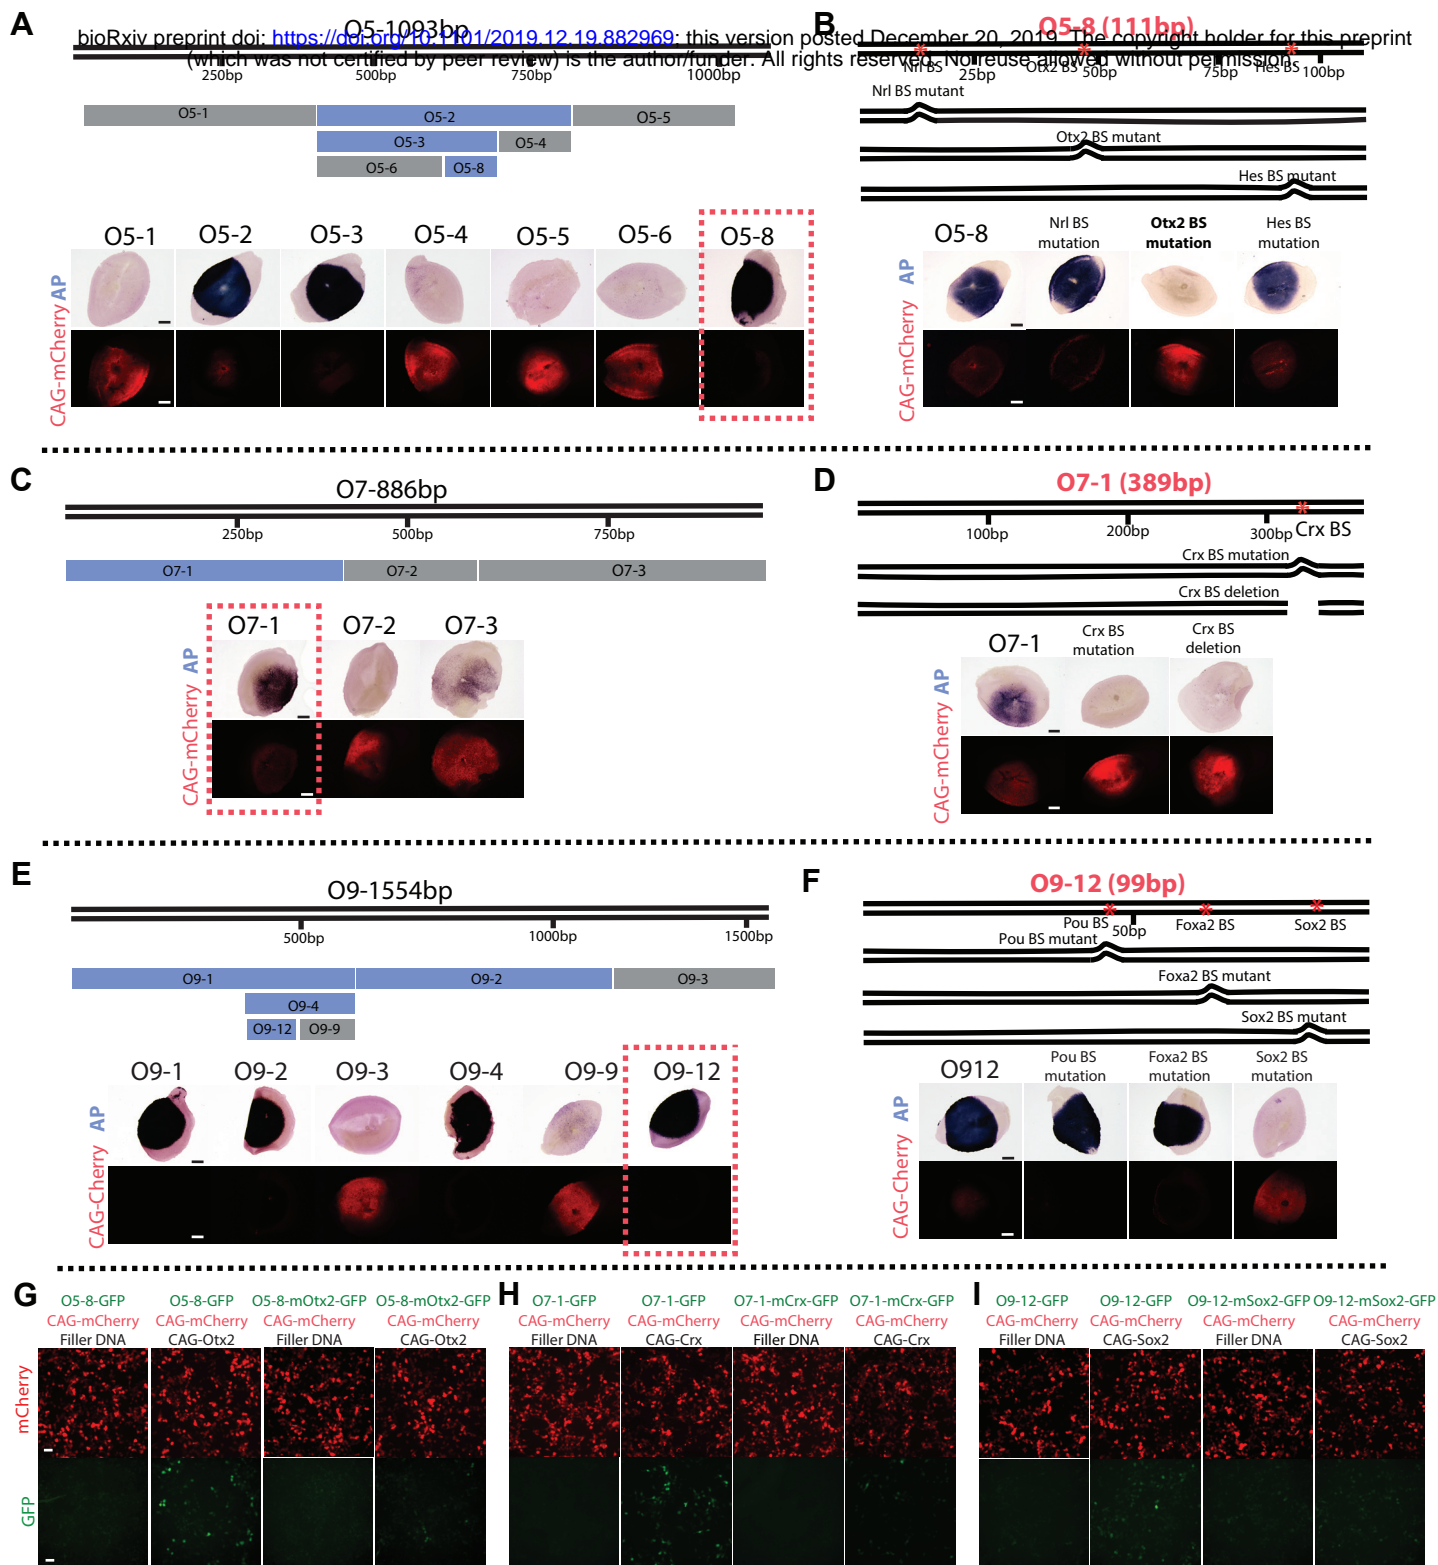 A
O5-1093bp
bioRxiv preprint doi: https://doi.org/10.1101/2019.12.19.882969; this version posted December 20, 2019. The copyright holder for this preprint
(which was not certified by peer review) is the author/funder. All rights reserved. No reuse allowed without permission.
250bp 500bp 750bp 1000bp
O5-1 O5-2 O5-5
O5-3 O5-4
O5-6 O5-8
O5-1 O5-2 O5-3 O5-4 O5-5 O5-6 O5-8
CAG-mCherry AP
B
O5-8 (111bp)
* * *
Nrl BS 25bp Otx2 BS 50bp 75bp Hes BS 100bp
Nrl BS mutant
Otx2 BS mutant
Hes BS mutant
O5-8 Nrl BS mutation Otx2 BS mutation Hes BS mutation
CAG-mCherry AP
C
O7-886bp
250bp 500bp 750bp
O7-1 O7-2 O7-3
O7-1 O7-2 O7-3
CAG-mCherry AP
D
O7-1 (389bp)
*
100bp 200bp 300bp Crx BS
Crx BS mutation
Crx BS deletion
O7-1 Crx BS mutation Crx BS deletion
CAG-mCherry AP
E
O9-1554bp
500bp 1000bp 1500bp
O9-1 O9-2 O9-3
O9-4
O9-12 O9-9
O9-1 O9-2 O9-3 O9-4 O9-9 O9-12
CAG-Cherry AP
F
O9-12 (99bp)
* * *
Pou BS 50bp Foxa2 BS Sox2 BS
Pou BS mutant
Foxa2 BS mutant
Sox2 BS mutant
O912 Pou BS mutation Foxa2 BS mutation Sox2 BS mutation
CAG-Cherry AP
G
O5-8-GFP O5-8-GFP O5-8-mOtx2-GFP O5-8-mOtx2-GFP
CAG-mCherry CAG-mCherry CAG-mCherry CAG-mCherry
Filler DNA CAG-Otx2 Filler DNA CAG-Otx2
mCherry
GFP
H
O7-1-GFP O7-1-GFP O7-1-mCrx-GFP O7-1-mCrx-GFP
CAG-mCherry CAG-mCherry CAG-mCherry CAG-mCherry
Filler DNA CAG-Crx Filler DNA CAG-Crx
I
O9-12-GFP O9-12-GFP O9-12-mSox2-GFP O9-12-mSox2-GFP
CAG-mCherry CAG-mCherry CAG-mCherry CAG-mCherry
Filler DNA CAG-Sox2 Filler DNA CAG-Sox2